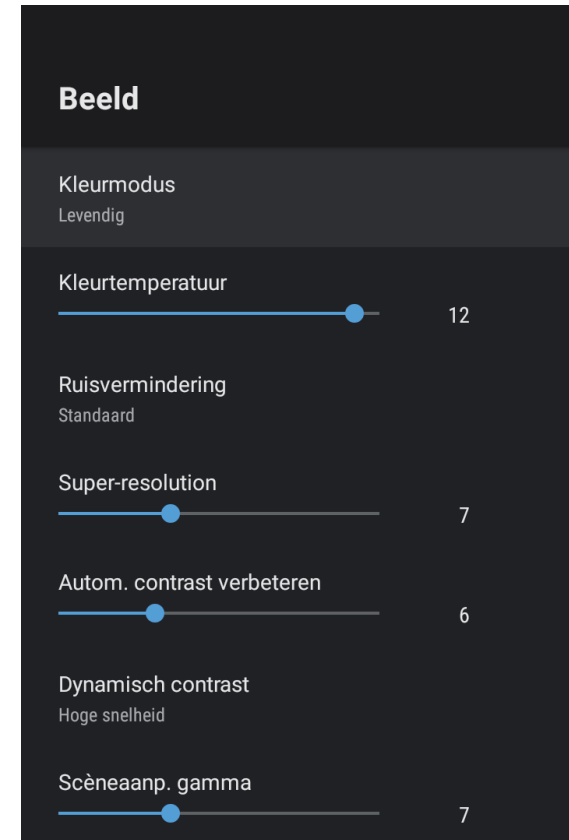 Beeld
Kleurmodus
Levendig
Kleurtemperatuur
12
Ruisvermindering
Standaard
Super-resolution
7
Autom. contrast verbeteren
6
Dynamisch contrast
Hoge snelheid
Scèneaanp. gamma
7